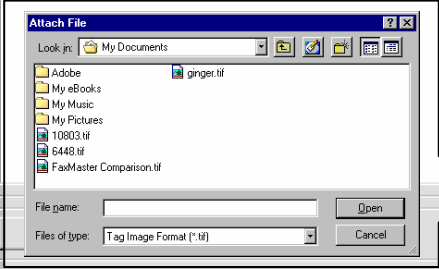 Attach File
Look in: My Documents
Adobe
My eBooks
My Music
My Pictures
10803.tif
6448.tif
FaxMaster Comparison.tif
ginger.tif
File name:
Open
Files of type: Tag Image Format (*.tif)
Cancel